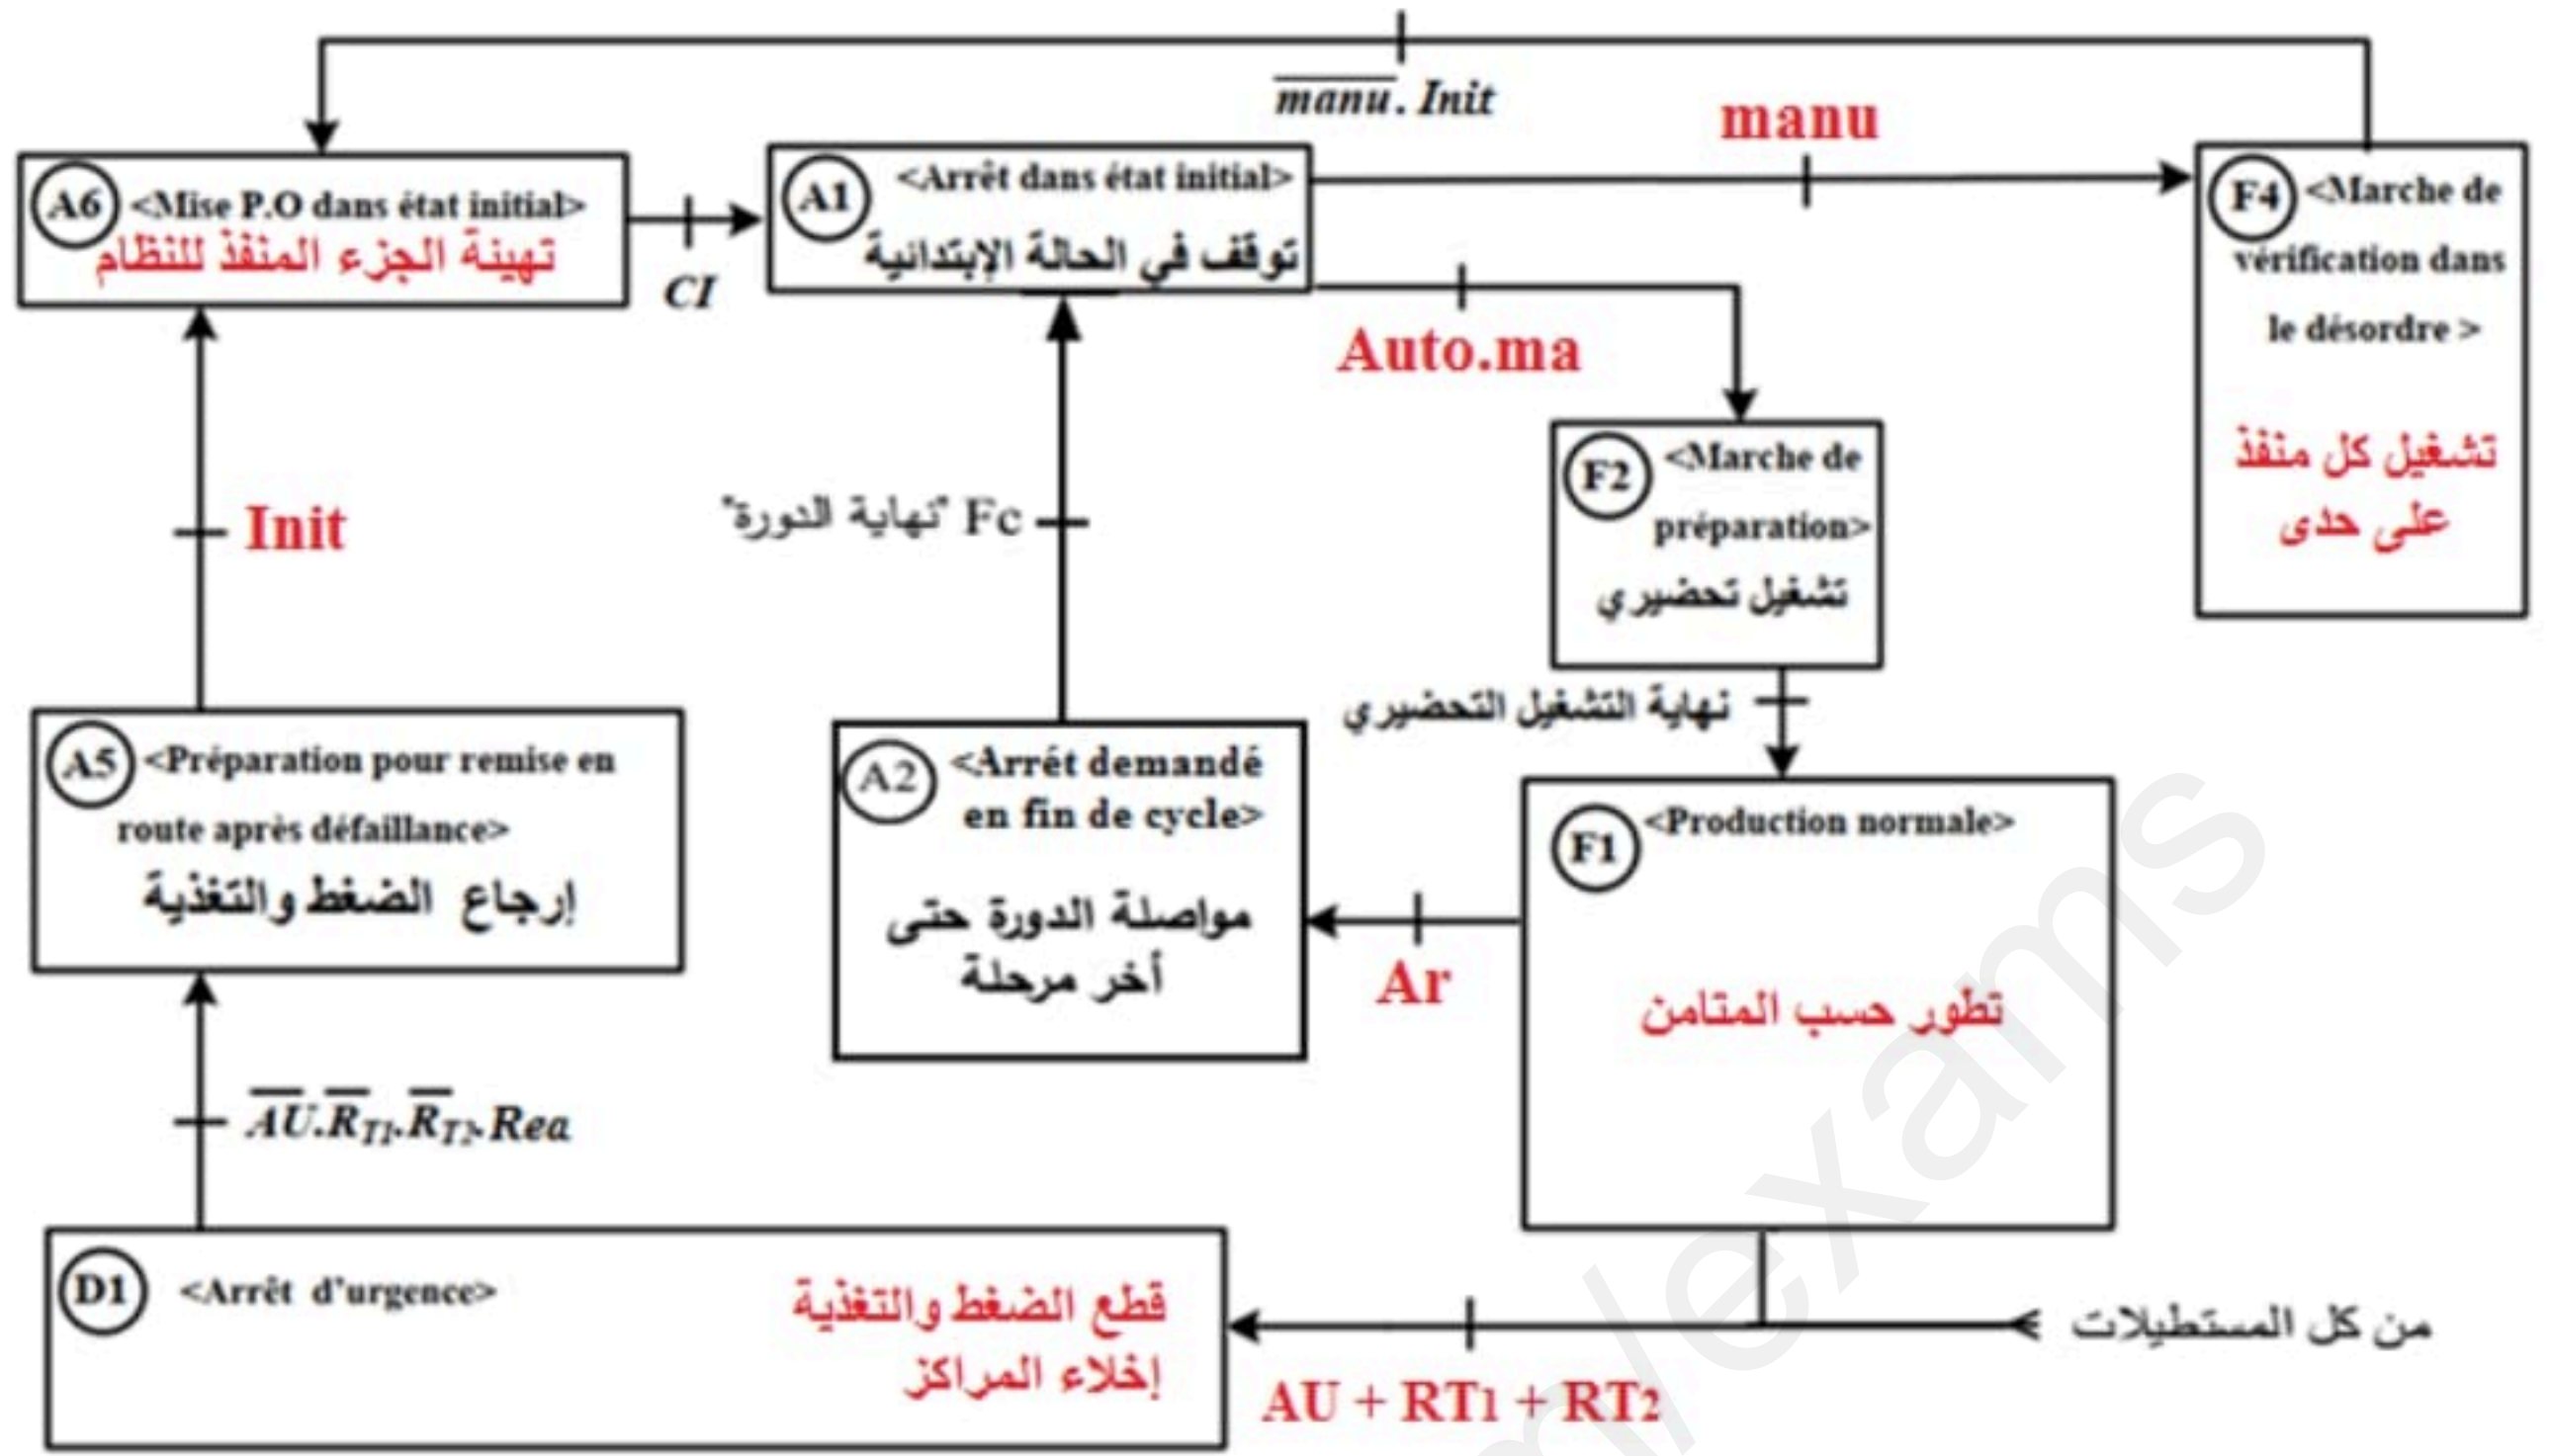 manu. Init
manu
A6 <Mise P.O dans état initial>
تهيئة الجزء المنفذ للنظام
CI
A1 <Arrêt dans état initial>
توقف في الحالة الإبتدائية
Auto.ma
F4 <Marche de
vérification dans
le désordre >
تشغيل كل منفذ
على حدى
F2 <Marche de
préparation>
تشغيل تحضيري
Init
Fc "نهاية الدورة"
نهاية التشغيل التحضيري
A5 <Préparation pour remise en
route après défaillance>
إرجاع الضغط والتغذية
A2 <Arrét demandé
en fin de cycle>
مواصلة الدورة حتى
أخر مرحلة
Ar
F1 <Production normale>
تطور حسب المتامن
AU.RT1.RT2.Rea
D1 <Arrêt d'urgence>
قطع الضغط والتغذية
إخلاء المراكز
AU + RT1 + RT2
من كل المستطيلات
m/exams